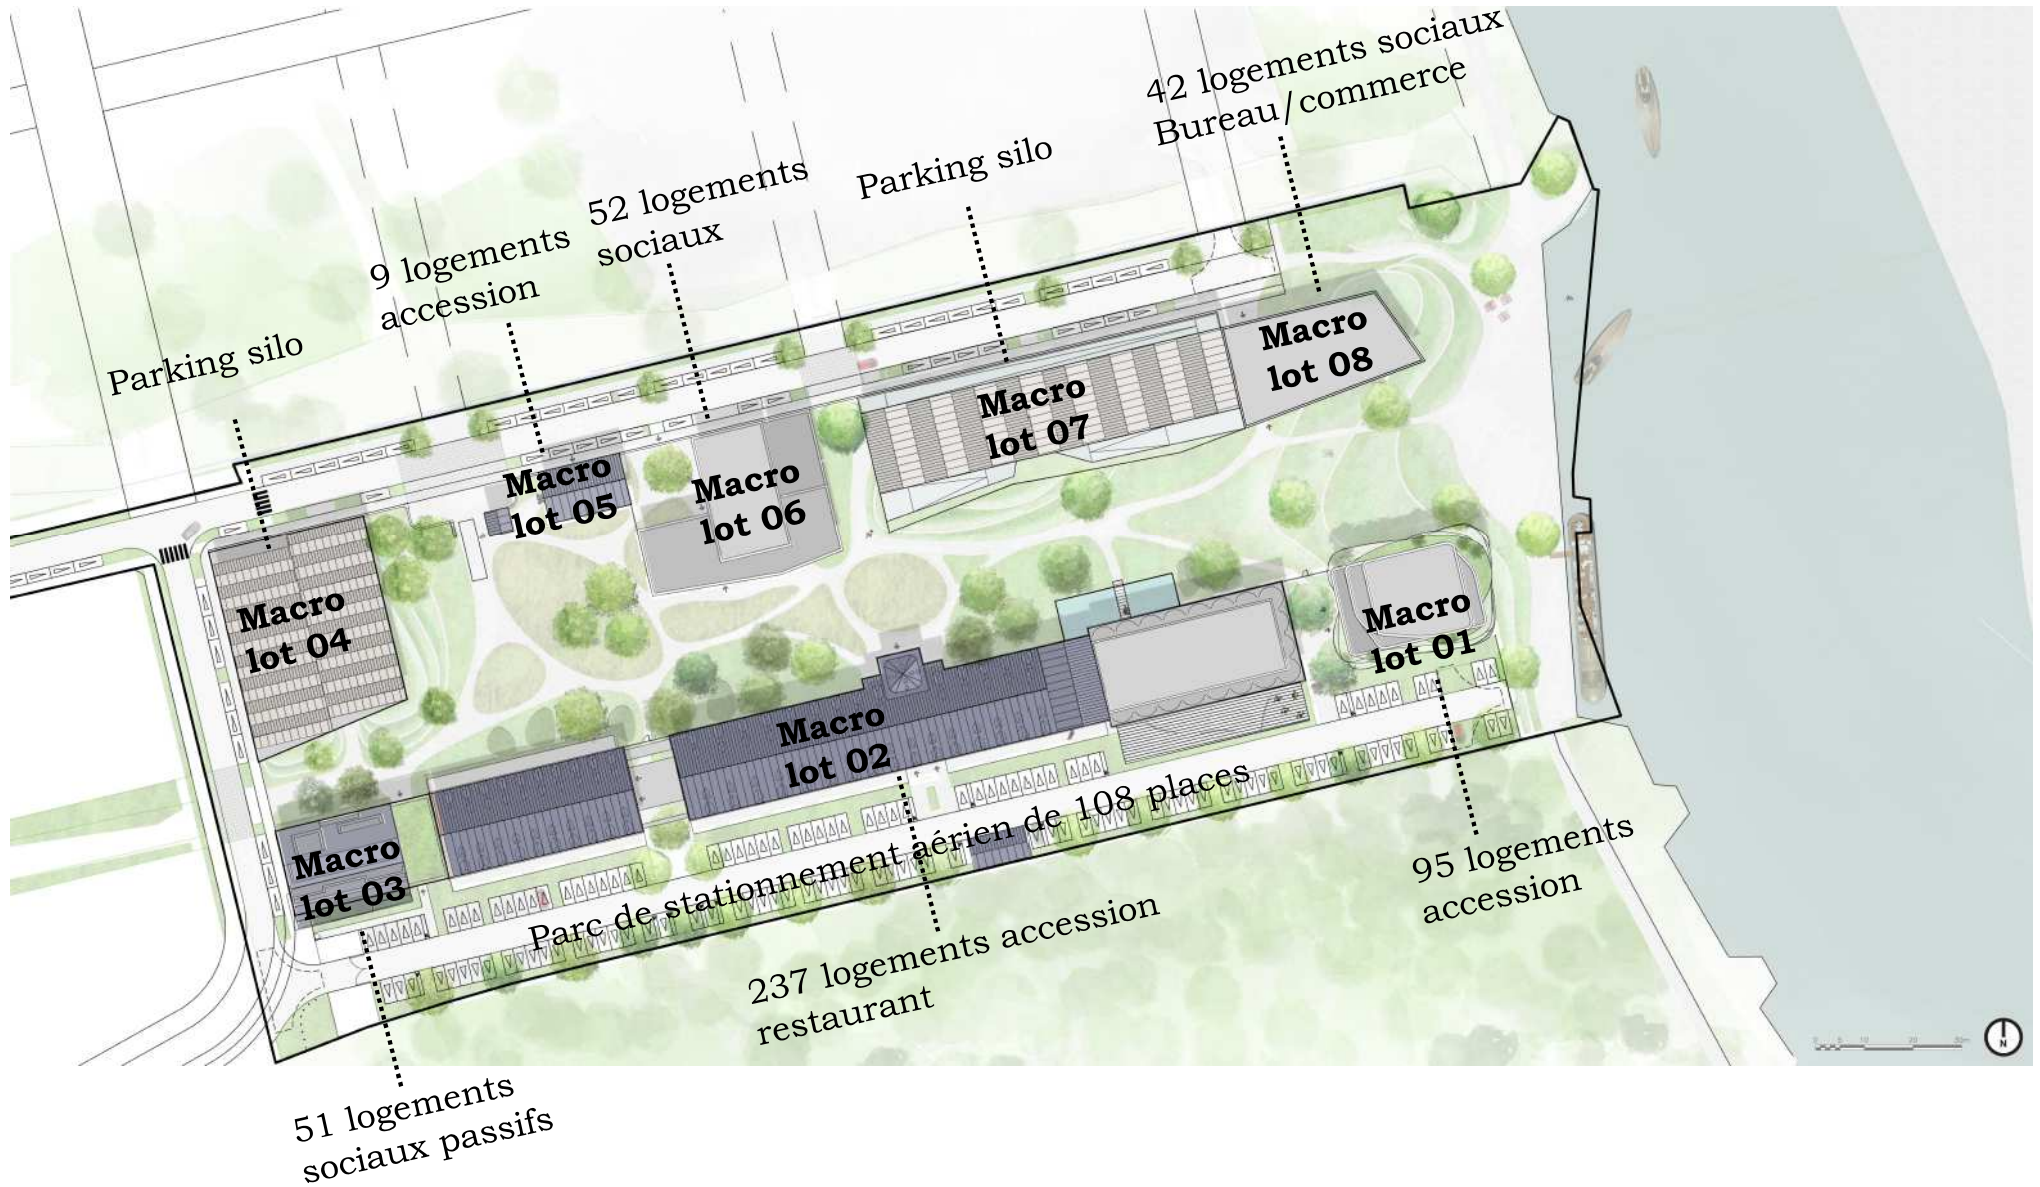 42 logements sociaux
Bureau/commerce
Parking silo
52 logements
sociaux
9 logements
accession
Parking silo
Macro
lot 08
Macro
lot 07
Macro
lot 06
Macro
lot 05
Macro
lot 04
Macro
lot 01
Macro
lot 02
Macro
lot 03
Parc de stationnement aérien de 108 places
95 logements
accession
237 logements accession
restaurant
51 logements
sociaux passifs
N